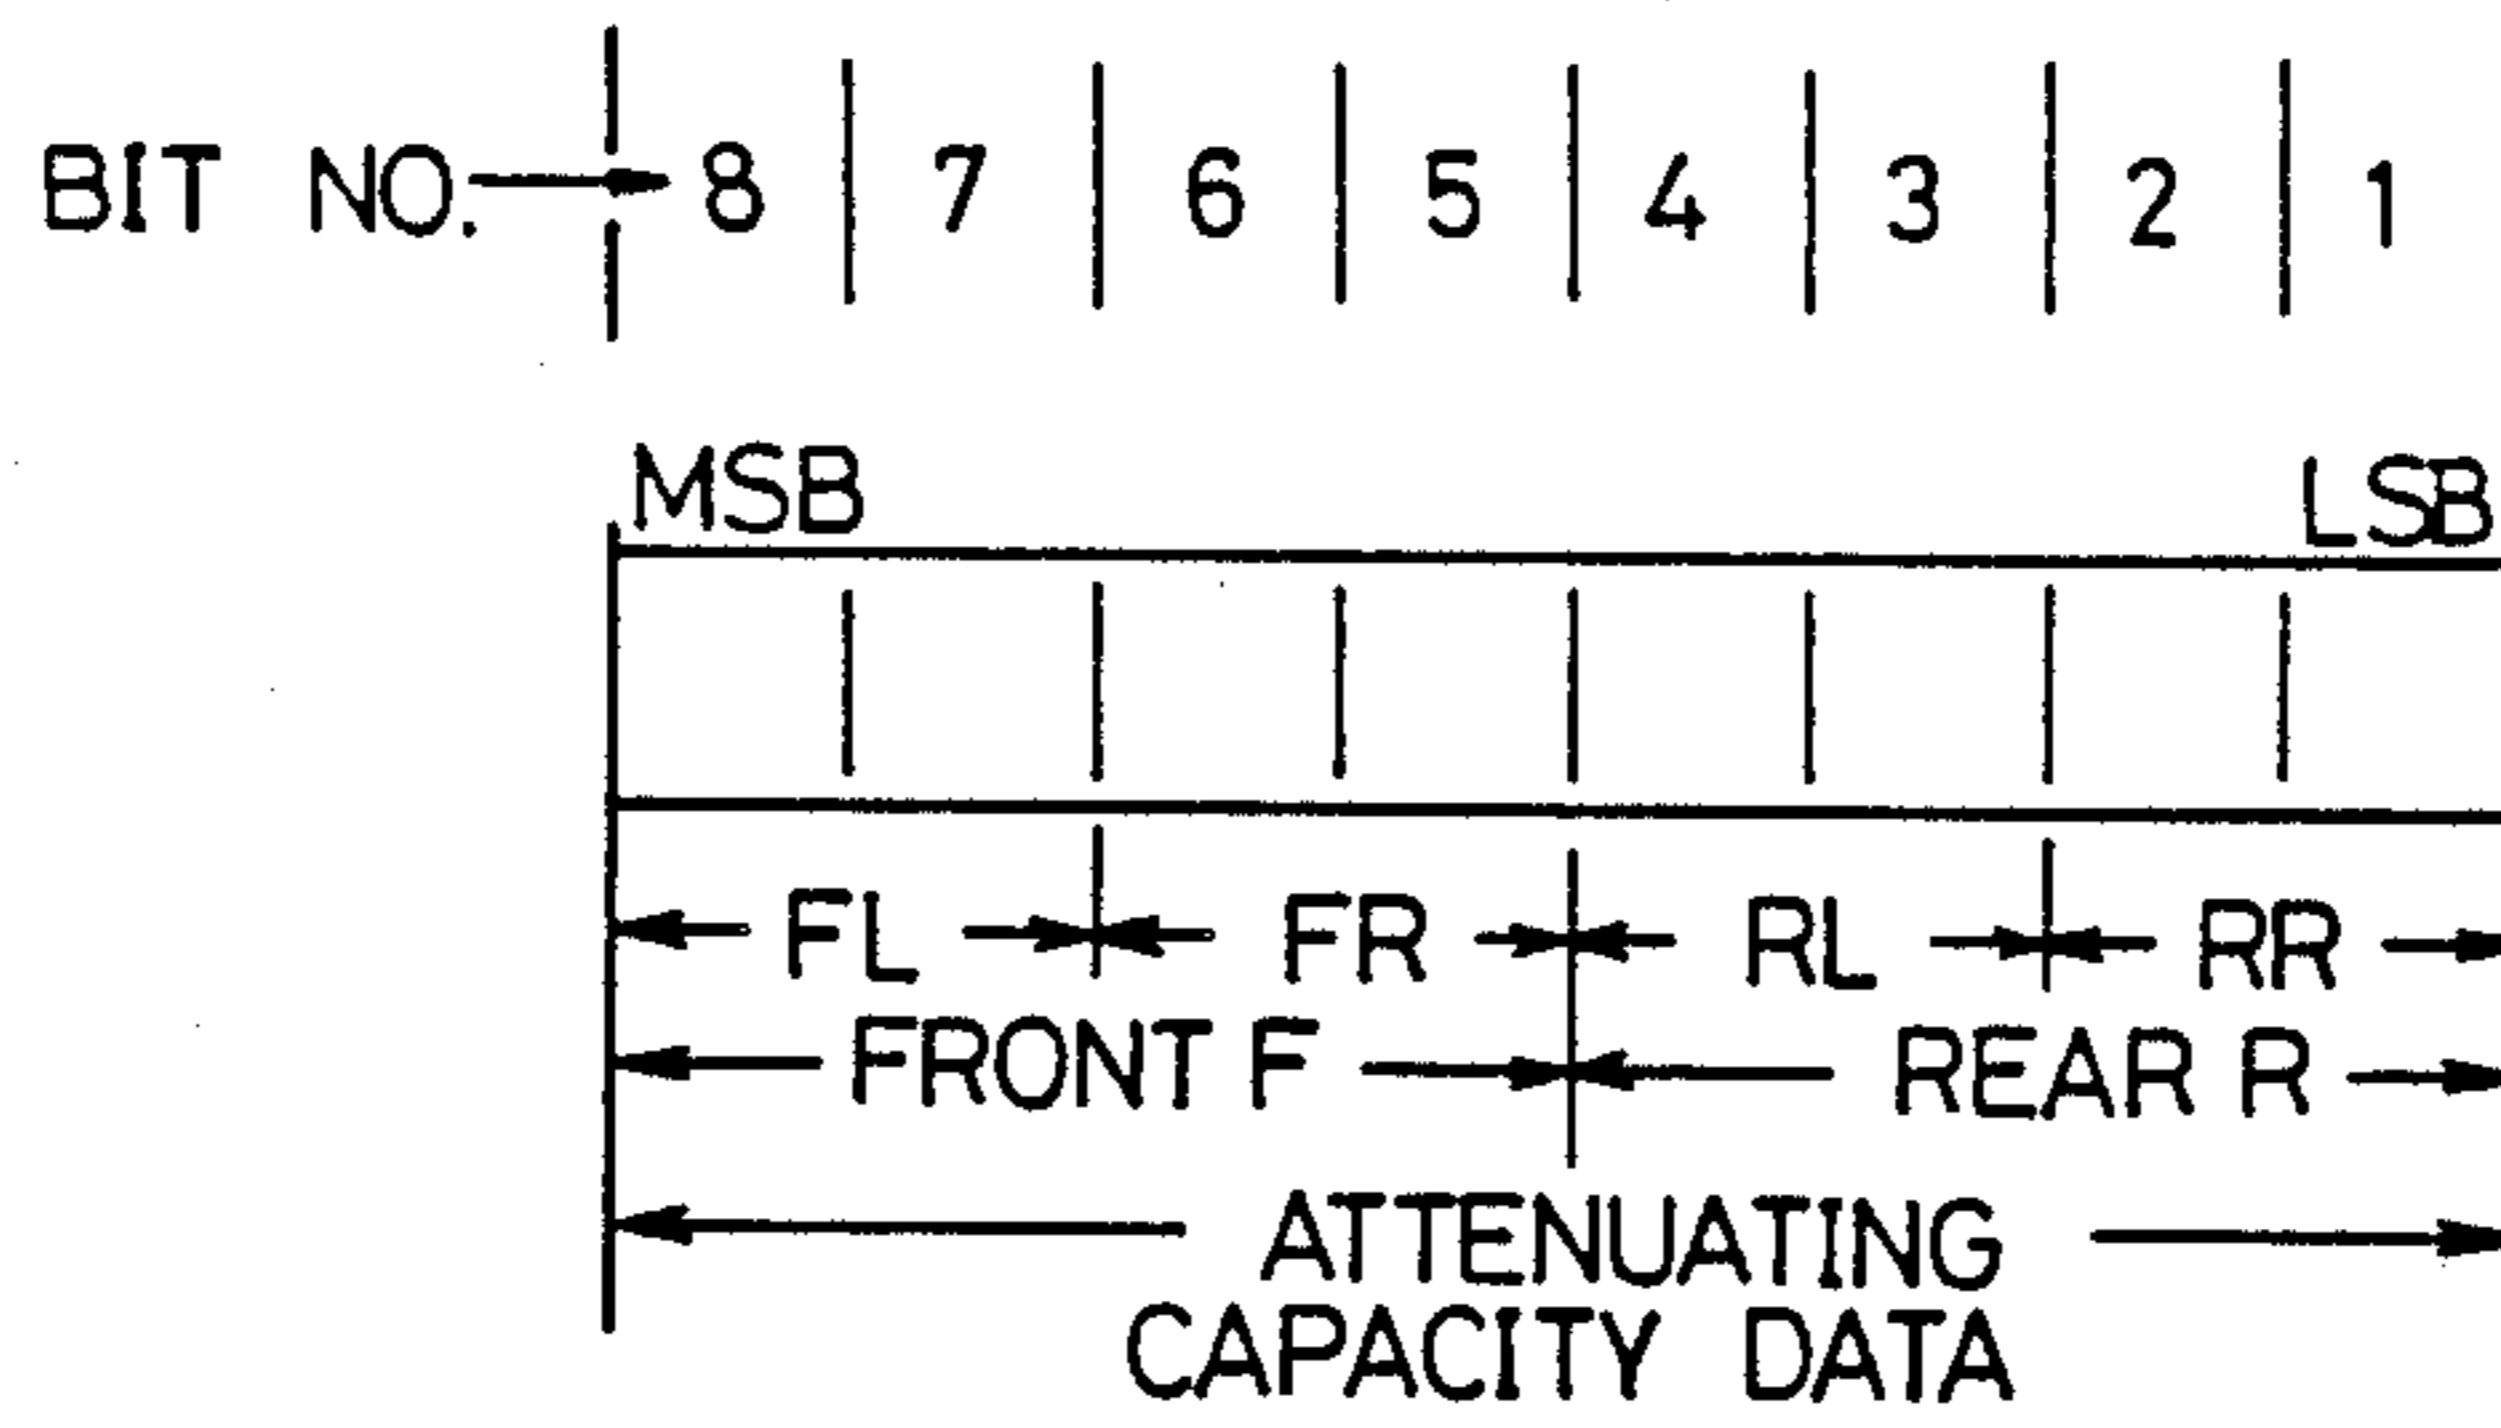 BIT NO. 8 7 6 5 4 3 2 1
MSB LSB
FL FR RL RR
FRONT F REAR R
ATTENUATING
CAPACITY DATA